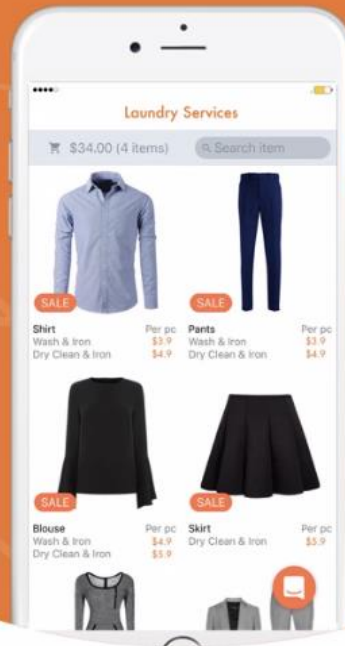 Laundry Services
$34.00 (4 items) Search item
SALE SALE
Shirt Per pc Pants Per pc
Wash & Iron $3.9 Wash & Iron $3.9
Dry Clean & Iron $4.9 Dry Clean & Iron $4.9
SALE SALE
Blouse Per pc Skirt Per pc
Wash & Iron $4.9 Dry Clean & Iron $5.9
Dry Clean & Iron $5.9